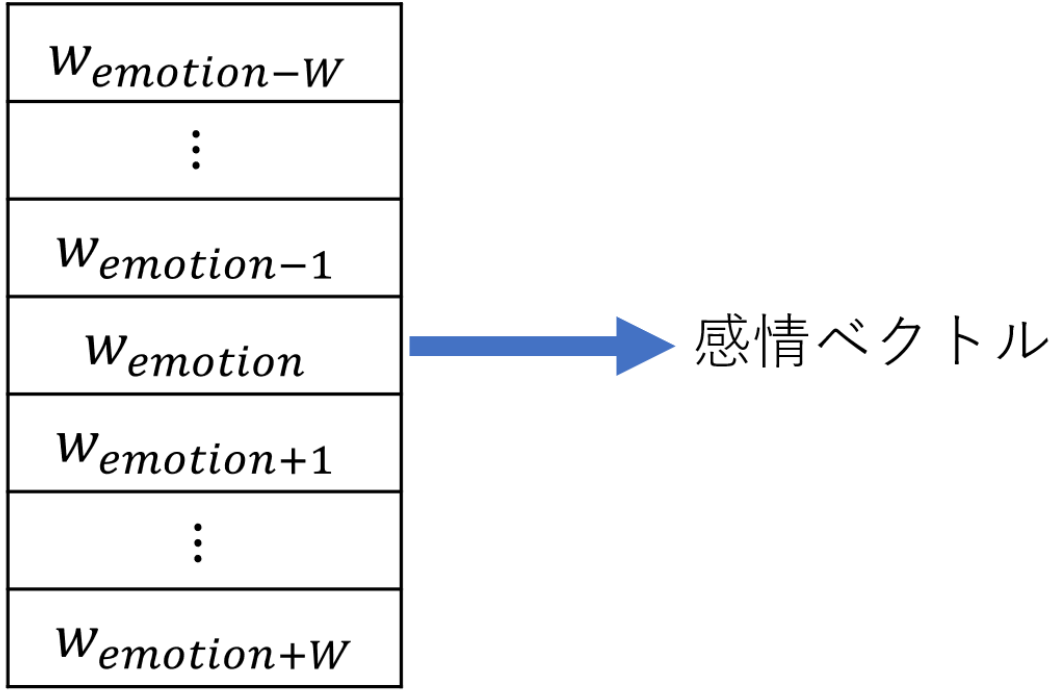 w_{emotion-W}
⋮
w_{emotion-1}
w_{emotion}
感情ベクトル
w_{emotion+1}
⋮
w_{emotion+W}